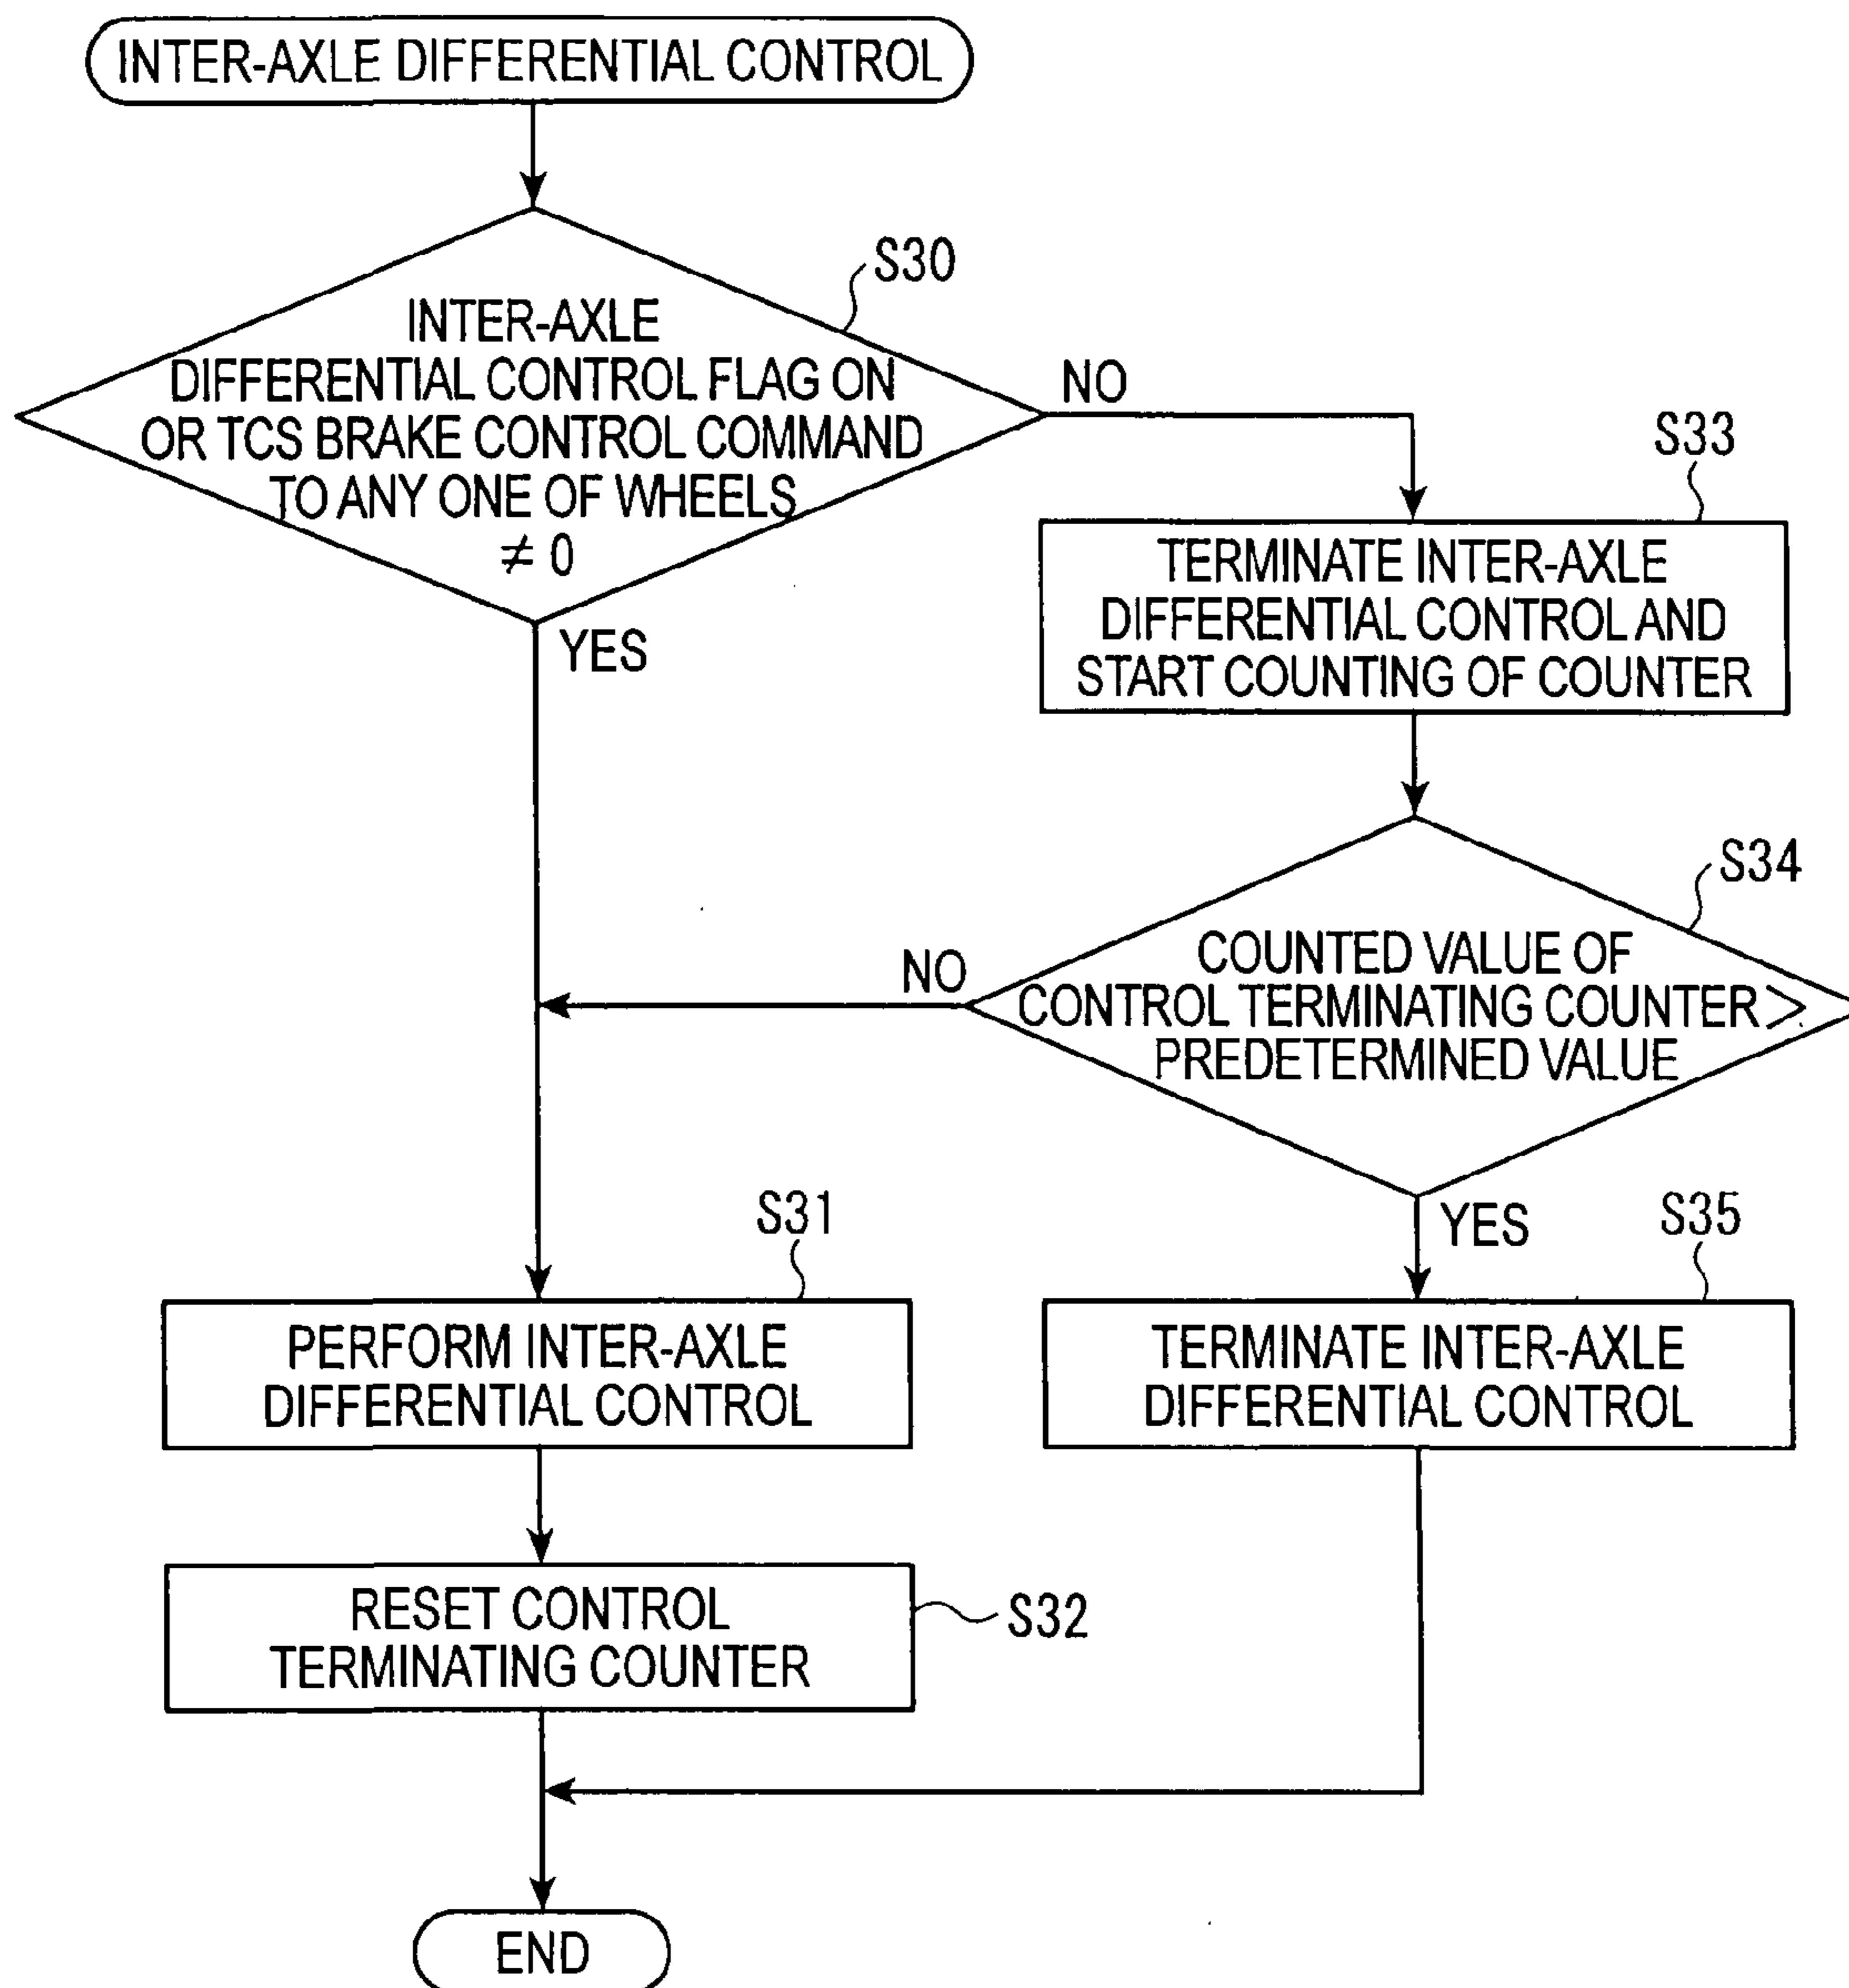 INTER-AXLE DIFFERENTIAL CONTROL
S30
INTER-AXLE
DIFFERENTIAL CONTROL FLAG ON
OR TCS BRAKE CONTROL COMMAND
TO ANY ONE OF WHEELS
≠ 0
NO
YES
S33
TERMINATE INTER-AXLE
DIFFERENTIAL CONTROL AND
START COUNTING OF COUNTER
S34
COUNTED VALUE OF
CONTROL TERMINATING COUNTER >
PREDETERMINED VALUE
NO
YES
S31
PERFORM INTER-AXLE
DIFFERENTIAL CONTROL
S35
TERMINATE INTER-AXLE
DIFFERENTIAL CONTROL
RESET CONTROL
TERMINATING COUNTER
S32
END